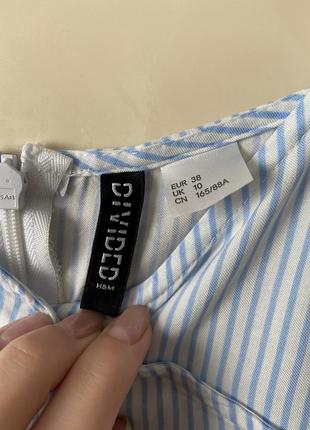 DIVIDED
H&M
EUR 38
UK 10
CN 165/88A